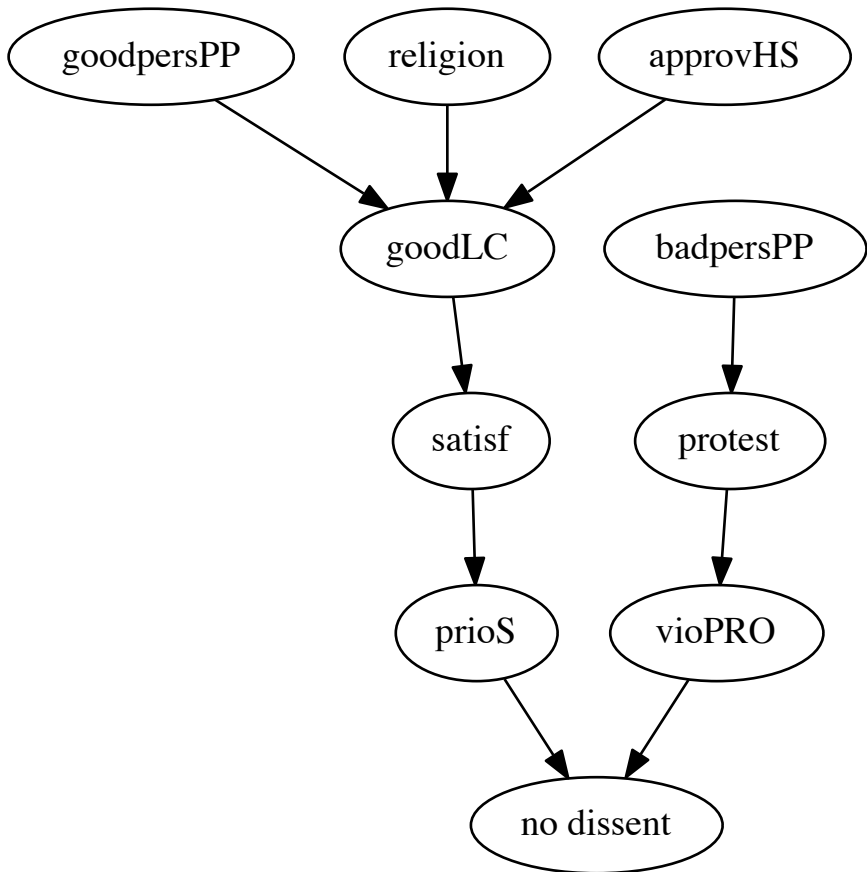 goodpersPP
religion
approvHS
goodLC
badpersPP
satisf
protest
prioS
vioPRO
no dissent